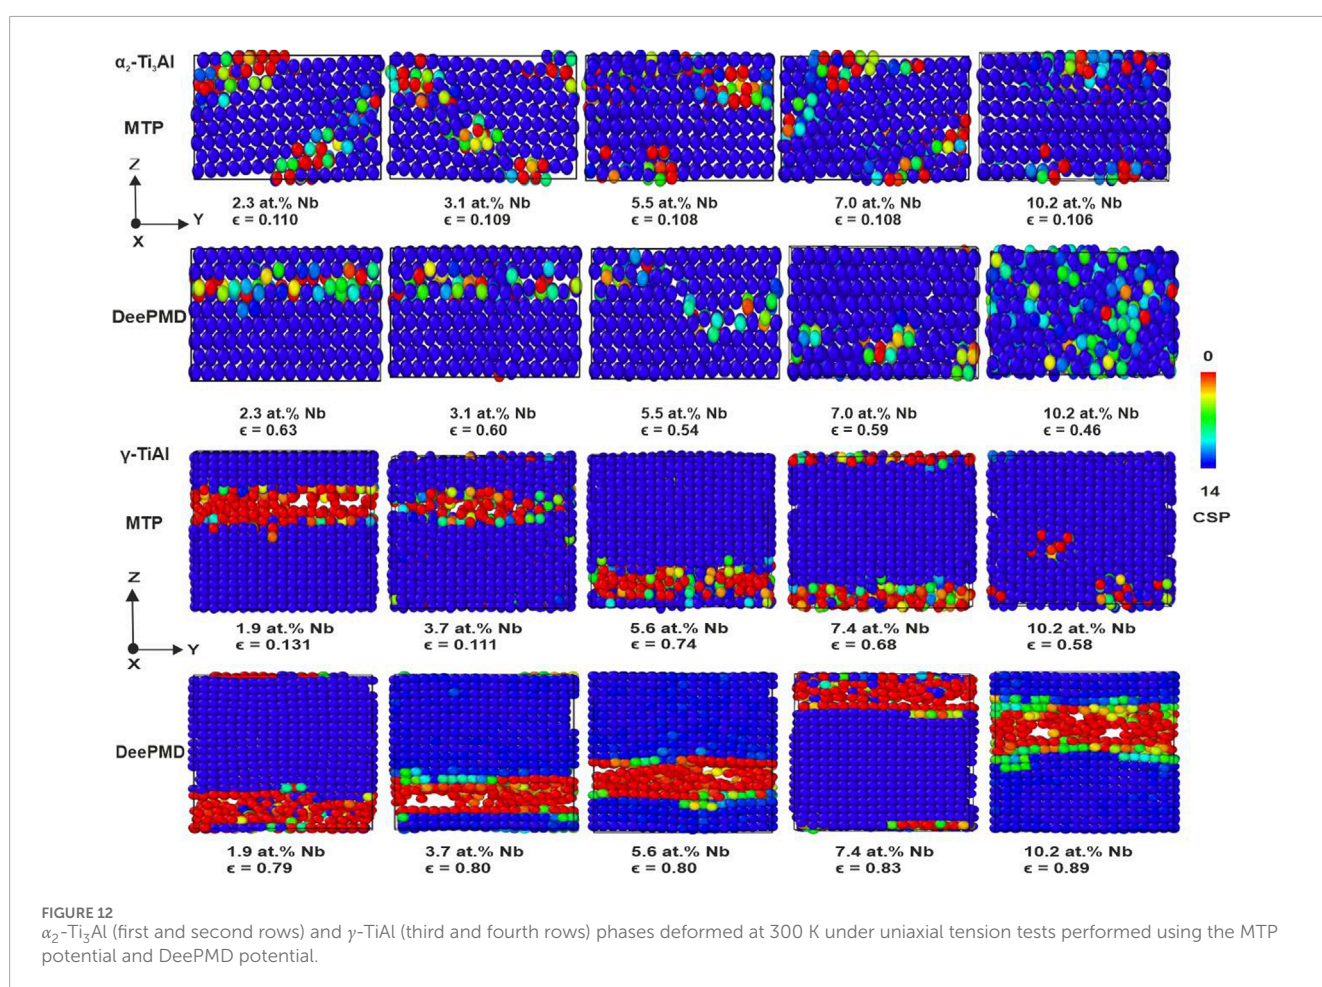 α₂-Ti₃Al
MTP
Z
Y
X
2.3 at.% Nb
ϵ = 0.110
3.1 at.% Nb
ϵ = 0.109
5.5 at.% Nb
ϵ = 0.108
7.0 at.% Nb
ϵ = 0.108
10.2 at.% Nb
ϵ = 0.106
DeePMD
2.3 at.% Nb
ϵ = 0.63
3.1 at.% Nb
ϵ = 0.60
5.5 at.% Nb
ϵ = 0.54
7.0 at.% Nb
ϵ = 0.59
10.2 at.% Nb
ϵ = 0.46
0
14
CSP
γ-TiAl
MTP
Z
Y
X
1.9 at.% Nb
ϵ = 0.131
3.7 at.% Nb
ϵ = 0.111
5.6 at.% Nb
ϵ = 0.74
7.4 at.% Nb
ϵ = 0.68
10.2 at.% Nb
ϵ = 0.58
DeePMD
1.9 at.% Nb
ϵ = 0.79
3.7 at.% Nb
ϵ = 0.80
5.6 at.% Nb
ϵ = 0.80
7.4 at.% Nb
ϵ = 0.83
10.2 at.% Nb
ϵ = 0.89
FIGURE 12
α₂-Ti₃Al (first and second rows) and γ-TiAl (third and fourth rows) phases deformed at 300 K under uniaxial tension tests performed using the MTP
potential and DeePMD potential.